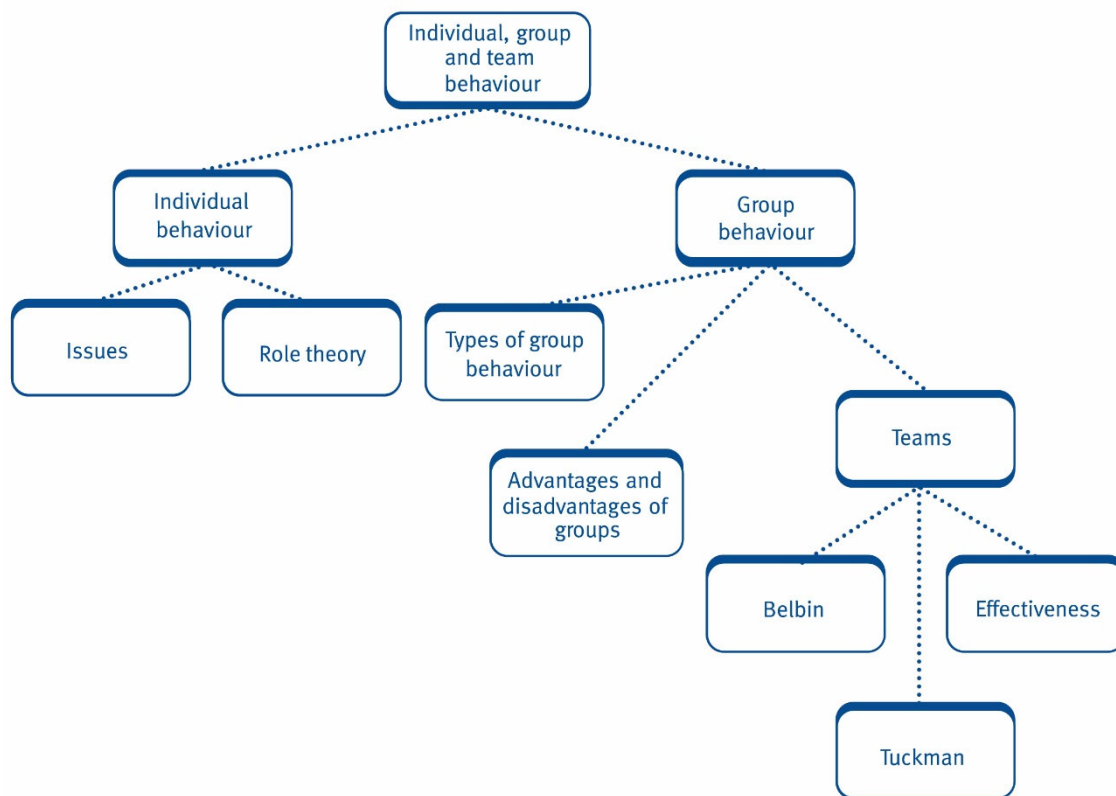 Individual, group
and team
behaviour
Individual
behaviour
Group
behaviour
Issues
Role theory
Types of group
behaviour
Teams
Advantages and
disadvantages of
groups
Belbin
Effectiveness
Tuckman